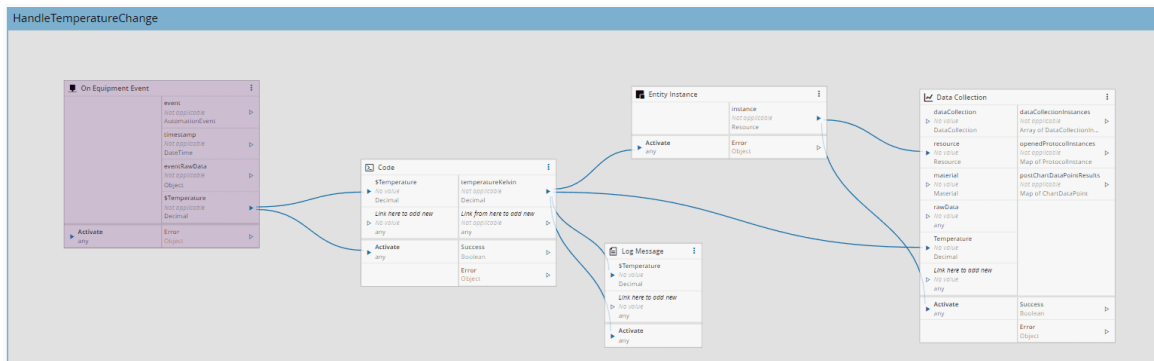 HandleTemperatureChange
On Equipment Event
event
Not applicable
AutomationEvent
timestamp
Not applicable
DateTime
eventRawData
Not applicable
Object
$Temperature
Not applicable
Decimal
Activate
any
Error
Object
Code
$Temperature
No value
Decimal
temperatureKelvin
Not applicable
Decimal
Link here to add new
No value
any
Link from here to add new
Not applicable
any
Activate
any
Success
Boolean
Error
Object
Entity Instance
instance
Not applicable
Resource
Activate
any
Error
Object
Log Message
$Temperature
No value
Decimal
Link here to add new
No value
any
Activate
any
Data Collection
dataCollection
No value
DataCollection
dataCollectionInstances
Not applicable
Array of DataCollectionIn...
resource
No value
Resource
openedProtocolInstances
Not applicable
Map of ProtocolInstance
material
No value
Material
postChartDataPointResults
Not applicable
Map of ChartDataPoint
rawData
No value
any
Temperature
No value
Decimal
Link here to add new
No value
any
Activate
any
Success
Boolean
Error
Object